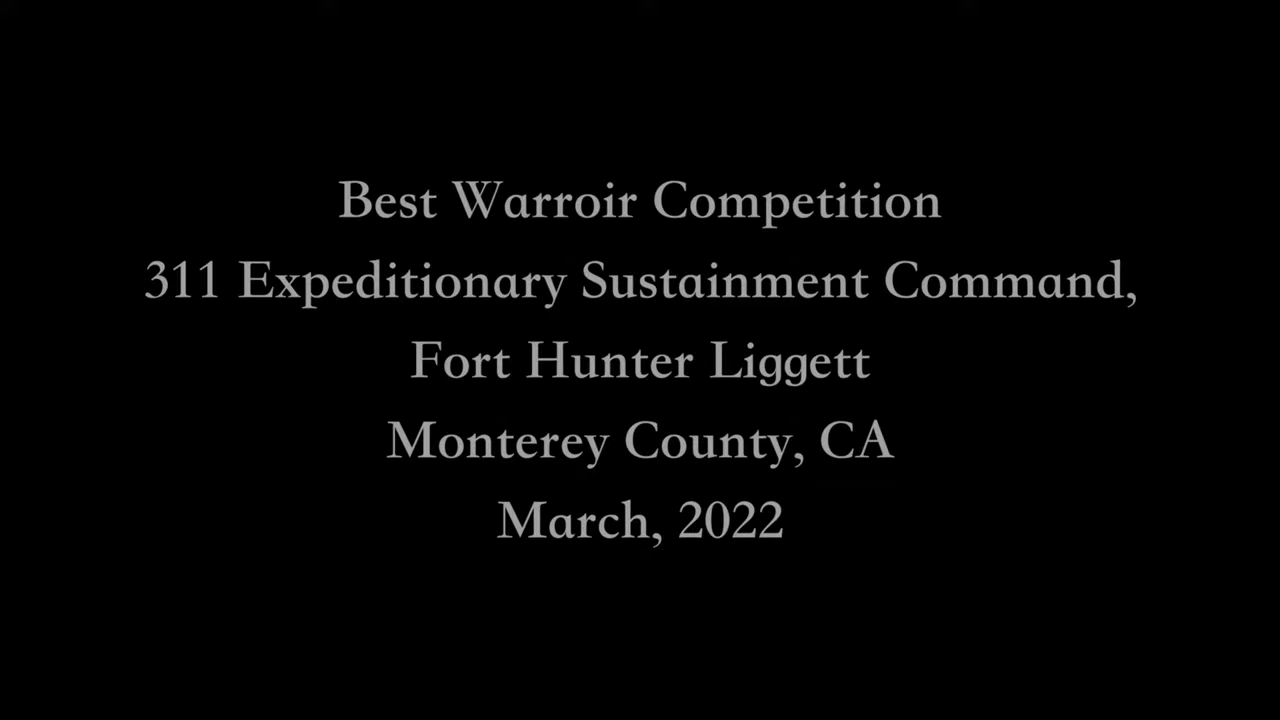 Best Warroir Competition
311 Expeditionary Sustainment Command,
Fort Hunter Liggett
Monterey County, CA
March, 2022